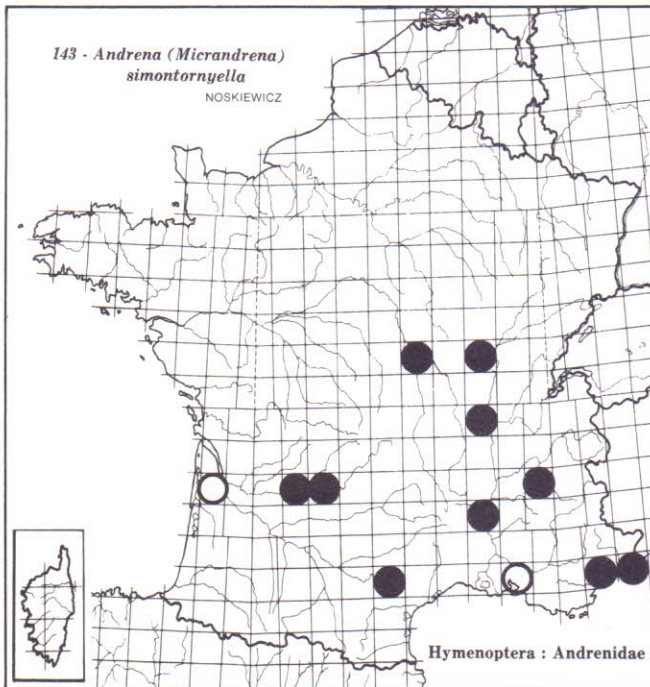 143 - Andrena (Micrandrena)
simontornyella
NOSKIEWICZ
Hymenoptera : Andrenidae